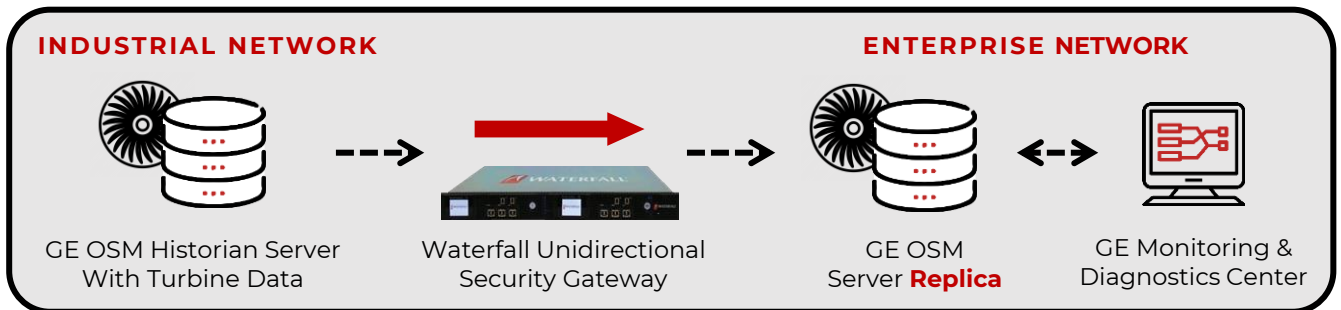 INDUSTRIAL NETWORK
ENTERPRISE NETWORK
WATERFALL
GE OSM Historian Server
With Turbine Data
Waterfall Unidirectional
Security Gateway
GE OSM
Server Replica
GE Monitoring &
Diagnostics Center